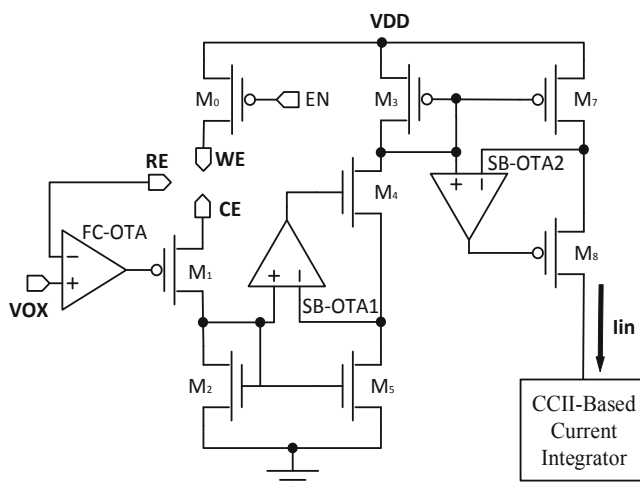 VDD
M0
EN
M3
M7
RE
WE
SB-OTA2
+
−
CE
M4
FC-OTA
−
+
M1
M8
VOX
+
−
SB-OTA1
Iin
M2
M5
CCII-Based
Current
Integrator